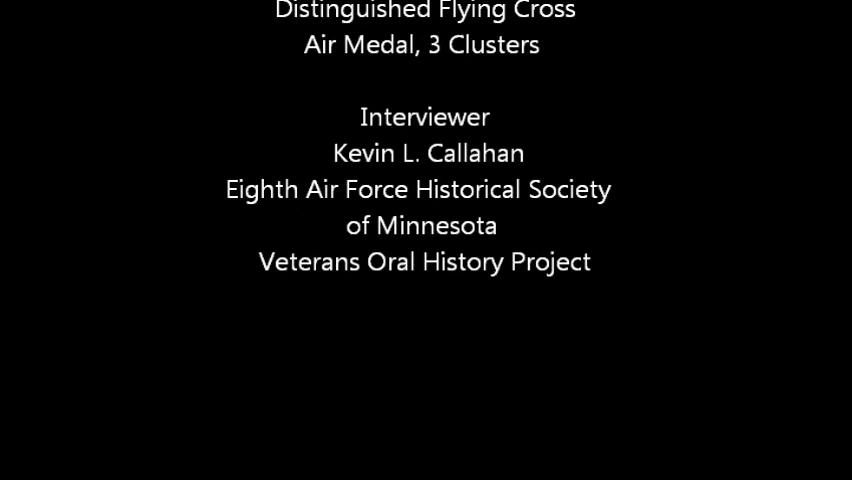 Distinguished Flying Cross
Air Medal, 3 Clusters
Interviewer
Kevin L. Callahan
Eighth Air Force Historical Society
of Minnesota
Veterans Oral History Project